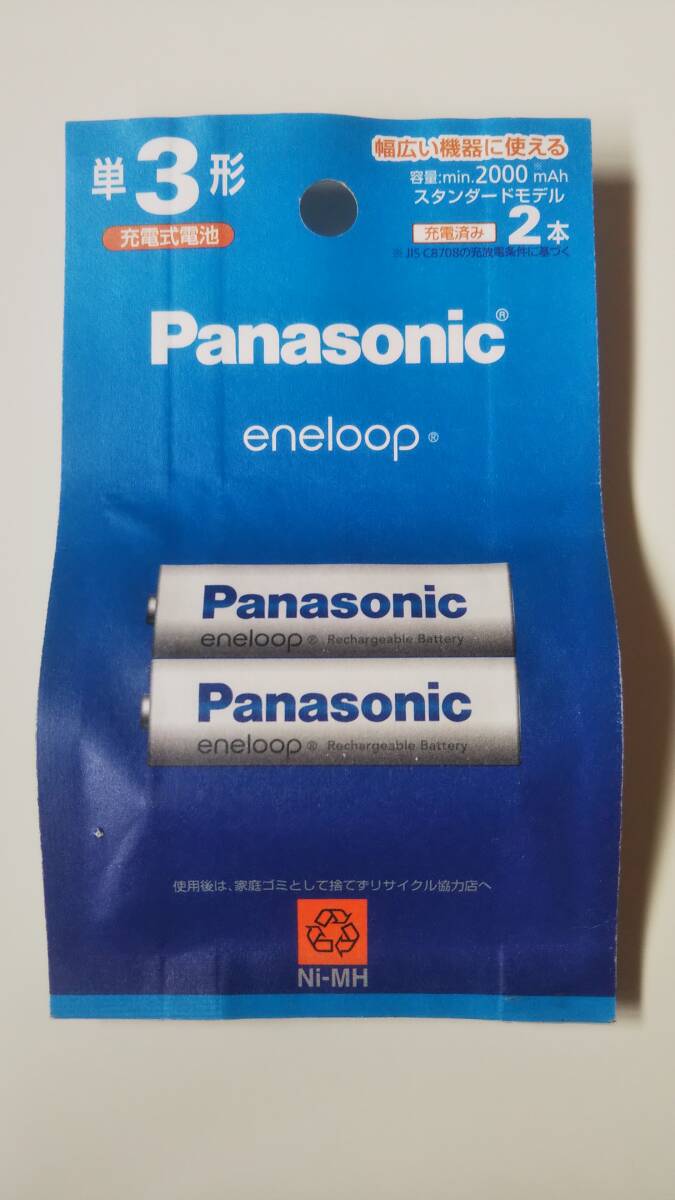 単3形
充電式電池
幅広い機器に使える
容量:min.2000 mAh※
スタンダードモデル
充電済み 2本
※JIS C8708の充放電条件に基づく
Panasonic®
eneloop®
Panasonic
eneloop® Rechargeable Battery
Panasonic
eneloop® Rechargeable Battery
使用後は、家庭ゴミとして捨てずリサイクル協力店へ
Ni-MH